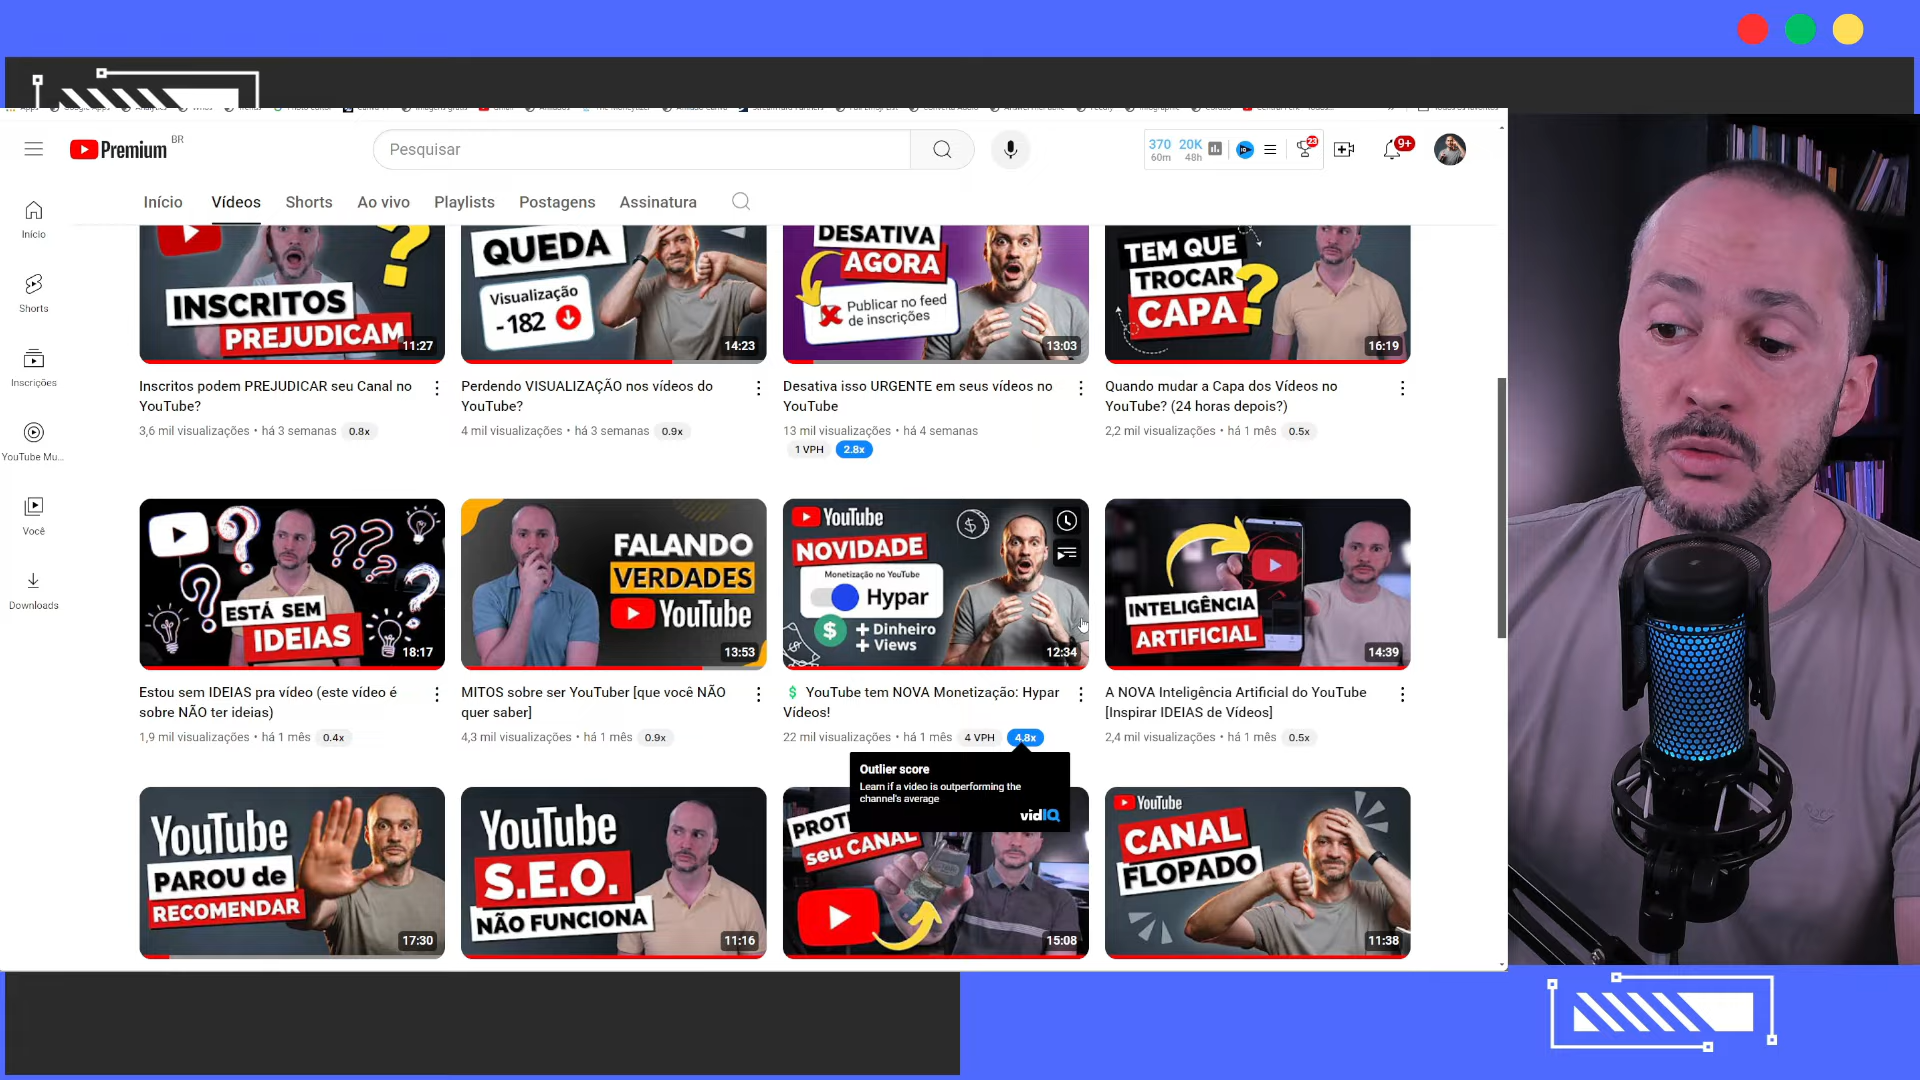 Premium BR
Pesquisar
370 20K
60m 48h
23
9+
Início
Vídeos
Shorts
Ao vivo
Playlists
Postagens
Assinatura
Início
Shorts
Inscrições
YouTube Mu...
Você
Downloads
INSCRITOS
PREJUDICAM
11:27
QUEDA
Visualização
-182
14:23
DESATIVA
AGORA
Publicar no feed
de inscrições
13:03
TEM QUE
TROCAR
CAPA
16:19
Inscritos podem PREJUDICAR seu Canal no
YouTube?
3,6 mil visualizações • há 3 semanas 0.8x
Perdendo VISUALIZAÇÃO nos vídeos do
YouTube?
4 mil visualizações • há 3 semanas 0.9x
Desativa isso URGENTE em seus vídeos no
YouTube
13 mil visualizações • há 4 semanas
1 VPH 2.8x
Quando mudar a Capa dos Vídeos no
YouTube? (24 horas depois?)
2,2 mil visualizações • há 1 mês 0.5x
ESTÁ SEM
IDEIAS
18:17
FALANDO
VERDADES
YouTube
13:53
YouTube
NOVIDADE
Monetização no YouTube
Hypar
$ + Dinheiro
+ Views
12:34
INTELIGÊNCIA
ARTIFICIAL
14:39
Estou sem IDEIAS pra vídeo (este vídeo é
sobre NÃO ter ideias)
1,9 mil visualizações • há 1 mês 0.4x
MITOS sobre ser YouTuber [que você NÃO
quer saber]
4,3 mil visualizações • há 1 mês 0.9x
$ YouTube tem NOVA Monetização: Hypar
Vídeos!
22 mil visualizações • há 1 mês 4 VPH 4.8x
A NOVA Inteligência Artificial do YouTube
[Inspirar IDEIAS de Vídeos]
2,4 mil visualizações • há 1 mês 0.5x
Outlier score
Learn if a video is outperforming the
channel's average
vidIQ
YouTube
PAROU de
RECOMENDAR
17:30
YouTube
S.E.O.
NÃO FUNCIONA
11:16
seu CANAL
15:08
YouTube
CANAL
FLOPADO
11:38